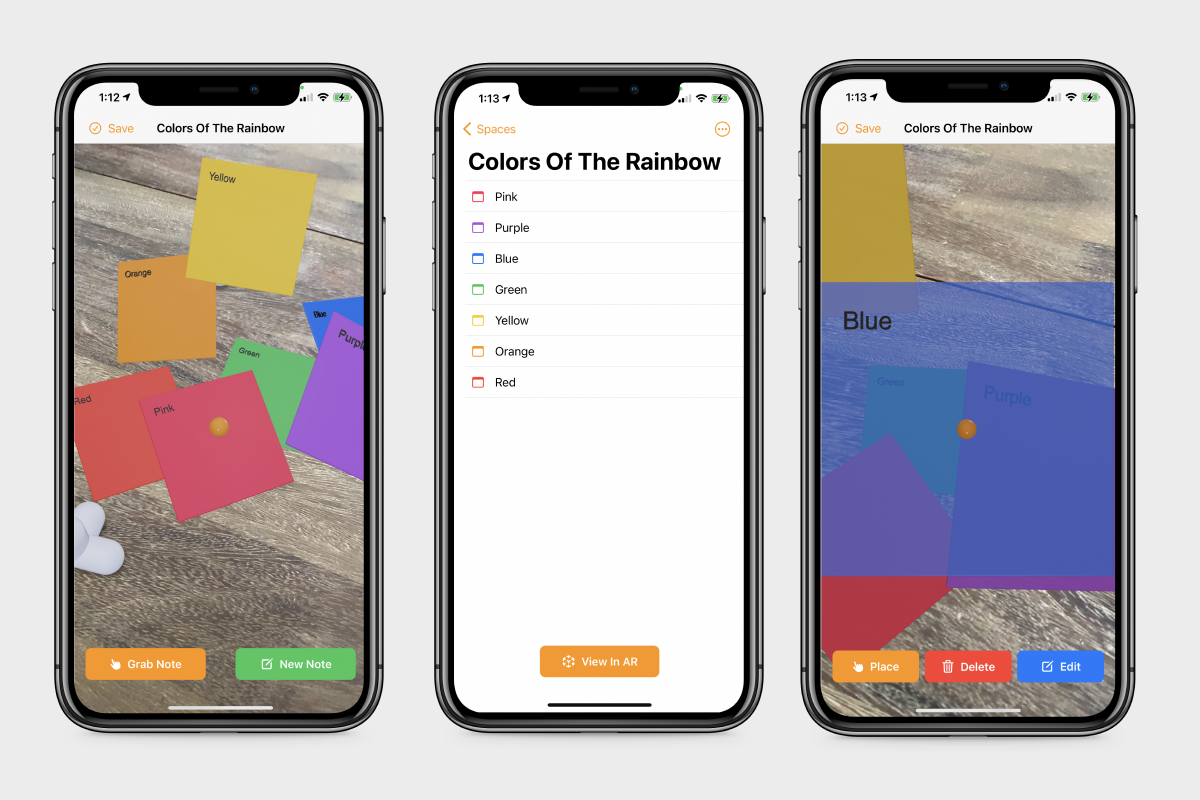 1:12
Save
Colors Of The Rainbow
Yellow
Orange
Blue
Purple
Green
Red
Pink
Grab Note
New Note
1:13
Spaces
Colors Of The Rainbow
Pink
Purple
Blue
Green
Yellow
Orange
Red
View In AR
1:13
Save
Colors Of The Rainbow
Blue
Green
Purple
Place
Delete
Edit